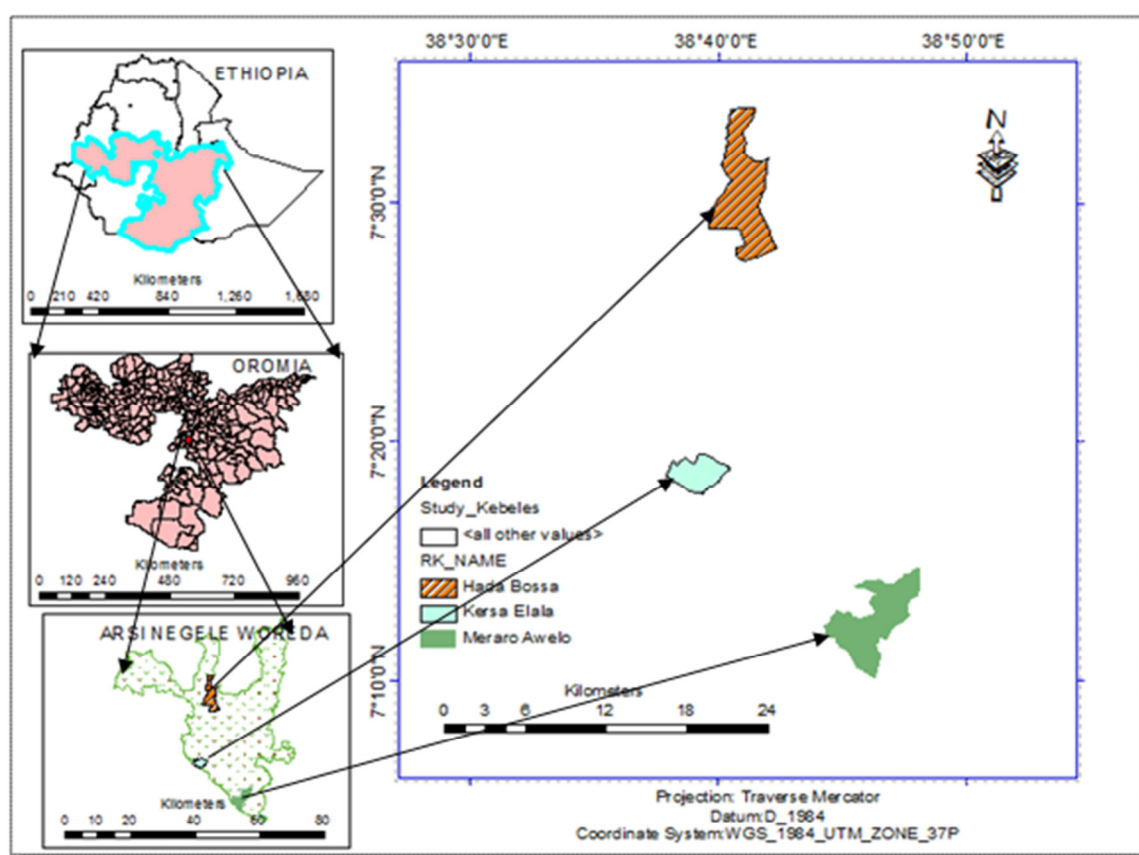 ETHIOPIA
Kilometers
0 210 420 840 1,260 1,680
OROMIA
Kilometers
0 120 240 480 720 960
ARSI NEGELE WOREDA
Kilometers
0 10 20 40 60 80
38°30'0"E 38°40'0"E 38°50'0"E
N
7°30'0"N
7°20'0"N
7°10'0"N
Legend
Study_Kebeles
<all other values>
RK_NAME
Hada Bossa
Kersa Elala
Meraro Awelo
Kilometers
0 3 6 12 18 24
Projection: Traverse Mercator
Datum:D_1984
Coordinate System:WGS_1984_UTM_ZONE_37P